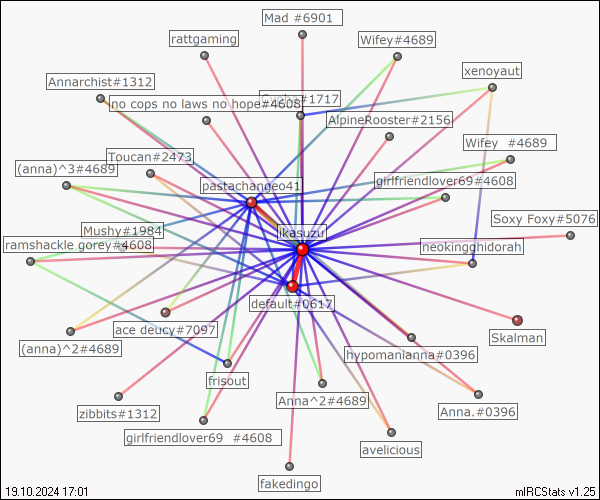 Mad #6901
rattgaming
Wifey#4689
xenoyaut
Annarchist#1312
no cops no laws no hope#4608
#1717
AlpineRooster#2156
Wifey #4689
Toucan#2473
(anna)^3#4689
pastachangeo41
girlfriendlover69#4608
Soxy Foxy#5076
Mushy#1984
ikasuzu
ramshackle gorey#4608
neokingghidorah
default#0617
ace deucy#7097
Skalman
(anna)^2#4689
hypomanianna#0396
frisout
Anna^2#4689
zibbits#1312
Anna.#0396
girlfriendlover69 #4608
avelicious
fakedingo
19.10.2024 17:01
mIRCStats v1.25